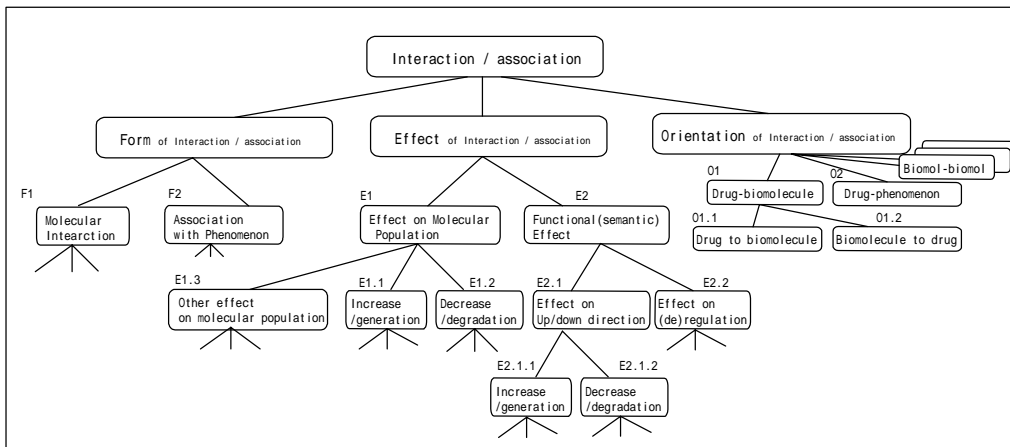 Interaction / association
Form of Interaction / association
Effect of Interaction / association
Orientation of Interaction / association
Biomol-biomol
F1
Molecular
Intearction
F2
Association
with Phenomenon
E1
Effect on Molecular
Population
E2
Functional(semantic)
Effect
O1
Drug-biomolecule
O2
Drug-phenomenon
O1.1
Drug to biomolecule
O1.2
Biomolecule to drug
E1.3
Other effect
on molecular population
E1.1
Increase
/generation
E1.2
Decrease
/degradation
E2.1
Effect on
Up/down direction
E2.2
Effect on
(de)regulation
E2.1.1
Increase
/generation
E2.1.2
Decrease
/degradation